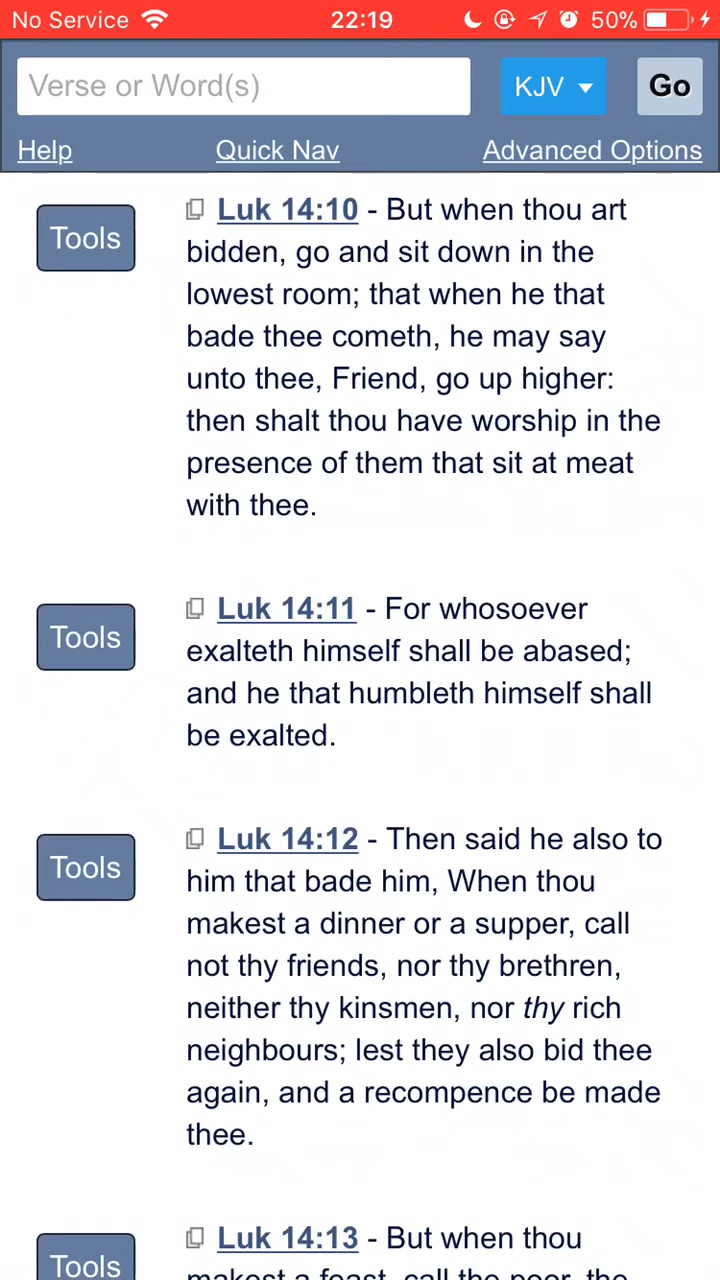 No Service 22:19 50%
Verse or Word(s) KJV Go
Help Quick Nav Advanced Options
Tools Luk 14:10 - But when thou art
bidden, go and sit down in the
lowest room; that when he that
bade thee cometh, he may say
unto thee, Friend, go up higher:
then shalt thou have worship in the
presence of them that sit at meat
with thee.
Tools Luk 14:11 - For whosoever
exalteth himself shall be abased;
and he that humbleth himself shall
be exalted.
Tools Luk 14:12 - Then said he also to
him that bade him, When thou
makest a dinner or a supper, call
not thy friends, nor thy brethren,
neither thy kinsmen, nor thy rich
neighbours; lest they also bid thee
again, and a recompence be made
thee.
Tools Luk 14:13 - But when thou
makest a feast, call the poor, the